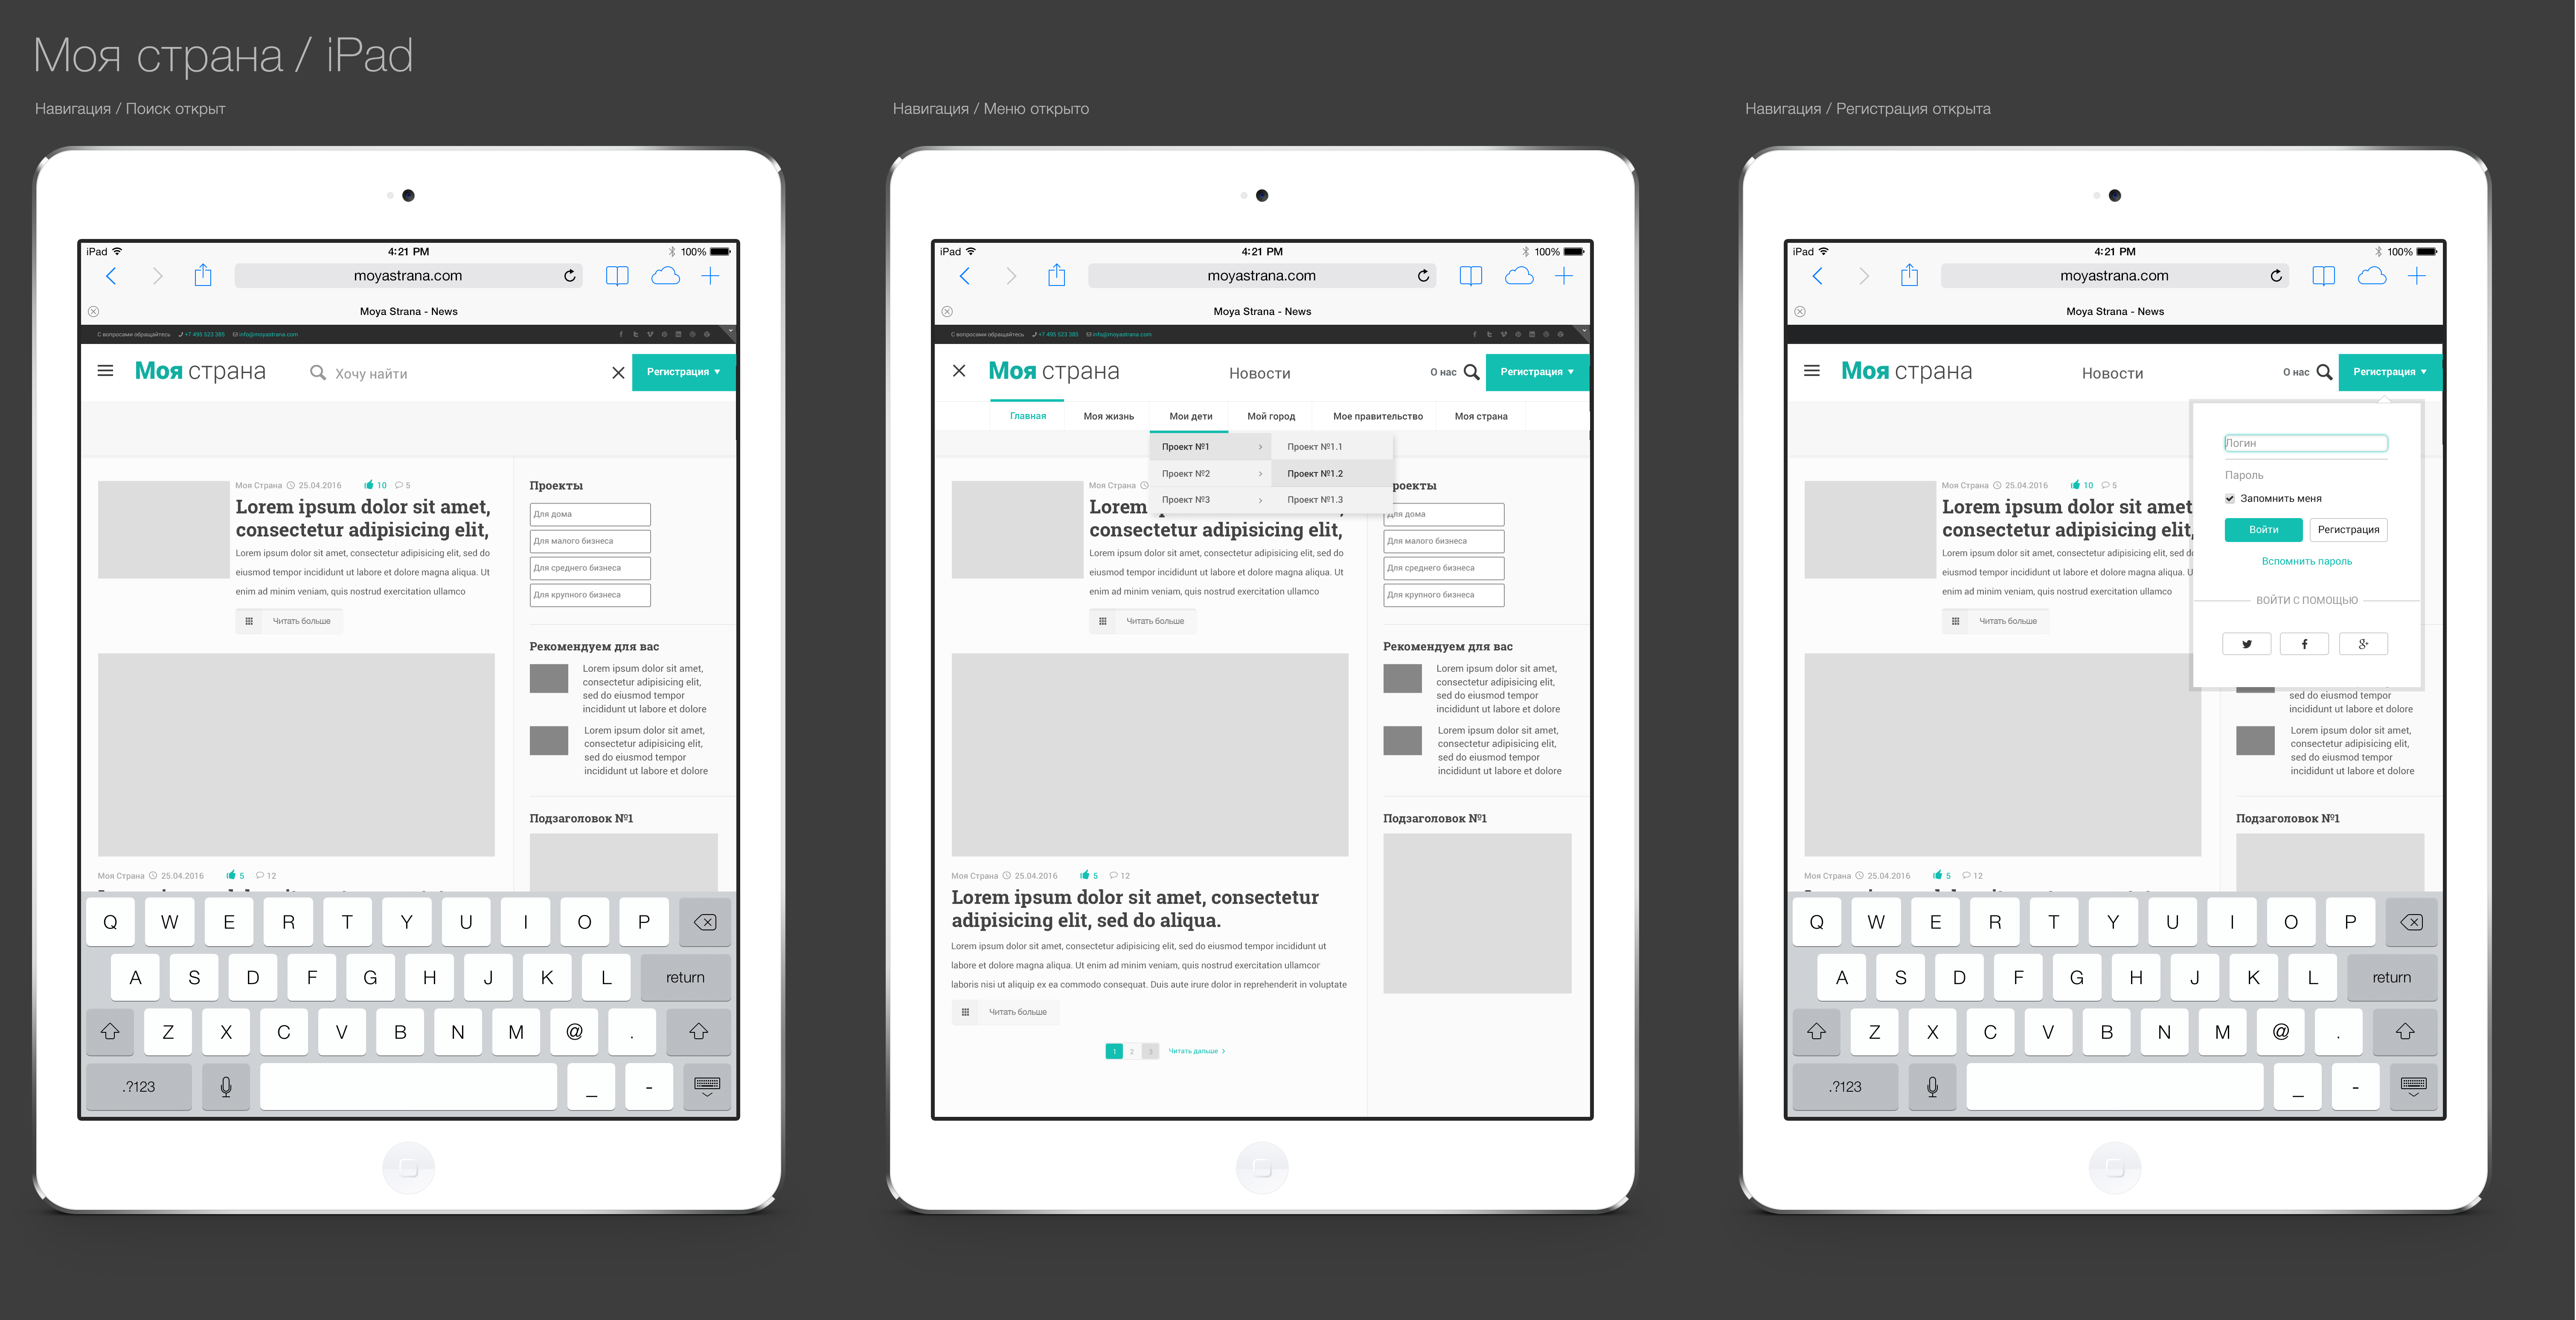 Моя страна / iPad
Навигация / Поиск открыт
iPad 4:21 PM 100%
moyastrana.com
Moya Strana - News
С вопросами обращайтесь +7 495 523 385 info@moyastrana.com
Моя страна Хочу найти Регистрация
Моя Страна 25.04.2016 10 5
Lorem ipsum dolor sit amet,
consectetur adipisicing elit,
Lorem ipsum dolor sit amet, consectetur adipisicing elit, sed do
eiusmod tempor incididunt ut labore et dolore magna aliqua. Ut
enim ad minim veniam, quis nostrud exercitation ullamco
Читать больше
Моя Страна 25.04.2016 5 12
Проекты
Для дома
Для малого бизнеса
Для среднего бизнеса
Для крупного бизнеса
Рекомендуем для вас
Lorem ipsum dolor sit amet,
consectetur adipisicing elit,
sed do eiusmod tempor
incididunt ut labore et dolore
Lorem ipsum dolor sit amet,
consectetur adipisicing elit,
sed do eiusmod tempor
incididunt ut labore et dolore
Подзаголовок №1
Q W E R T Y U I O P
A S D F G H J K L return
Z X C V B N M @ .
.?123 _ -
Навигация / Меню открыто
iPad 4:21 PM 100%
moyastrana.com
Moya Strana - News
С вопросами обращайтесь +7 495 523 385 info@moyastrana.com
Моя страна Новости О нас Регистрация
Главная Моя жизнь Мои дети Мой город Мое правительство Моя страна
Проект №1 Проект №1.1
Проект №2 Проект №1.2
Проект №3 Проект №1.3
Моя Страна
Lorem
consectetur adipisicing elit,
Lorem ipsum dolor sit amet, consectetur adipisicing elit, sed do
eiusmod tempor incididunt ut labore et dolore magna aliqua. Ut
enim ad minim veniam, quis nostrud exercitation ullamco
Читать больше
Моя Страна 25.04.2016 5 12
Lorem ipsum dolor sit amet, consectetur
adipisicing elit, sed do aliqua.
Lorem ipsum dolor sit amet, consectetur adipisicing elit, sed do eiusmod tempor incididunt ut
labore et dolore magna aliqua. Ut enim ad minim veniam, quis nostrud exercitation ullamcor
laboris nisi ut aliquip ex ea commodo consequat. Duis aute irure dolor in reprehenderit in voluptate
Читать больше
1 2 3 Читать дальше
роекты
Для дома
Для малого бизнеса
Для среднего бизнеса
Для крупного бизнеса
Рекомендуем для вас
Lorem ipsum dolor sit amet,
consectetur adipisicing elit,
sed do eiusmod tempor
incididunt ut labore et dolore
Lorem ipsum dolor sit amet,
consectetur adipisicing elit,
sed do eiusmod tempor
incididunt ut labore et dolore
Подзаголовок №1
Навигация / Регистрация открыта
iPad 4:21 PM 100%
moyastrana.com
Moya Strana - News
Моя страна Новости О нас Регистрация
Моя Страна 25.04.2016 10 5
Lorem ipsum dolor sit amet
consectetur adipisicing elit,
Lorem ipsum dolor sit amet, consectetur adipisicing elit, sed do
eiusmod tempor incididunt ut labore et dolore magna aliqua. U
enim ad minim veniam, quis nostrud exercitation ullamco
Читать больше
Моя Страна 25.04.2016 5 12
Логин
Пароль
Запомнить меня
Войти Регистрация
Вспомнить пароль
ВОЙТИ С ПОМОЩЬЮ
sed do eiusmod tempor
incididunt ut labore et dolore
Lorem ipsum dolor sit amet,
consectetur adipisicing elit,
sed do eiusmod tempor
incididunt ut labore et dolore
Подзаголовок №1
Q W E R T Y U I O P
A S D F G H J K L return
Z X C V B N M @ .
.?123 _ -